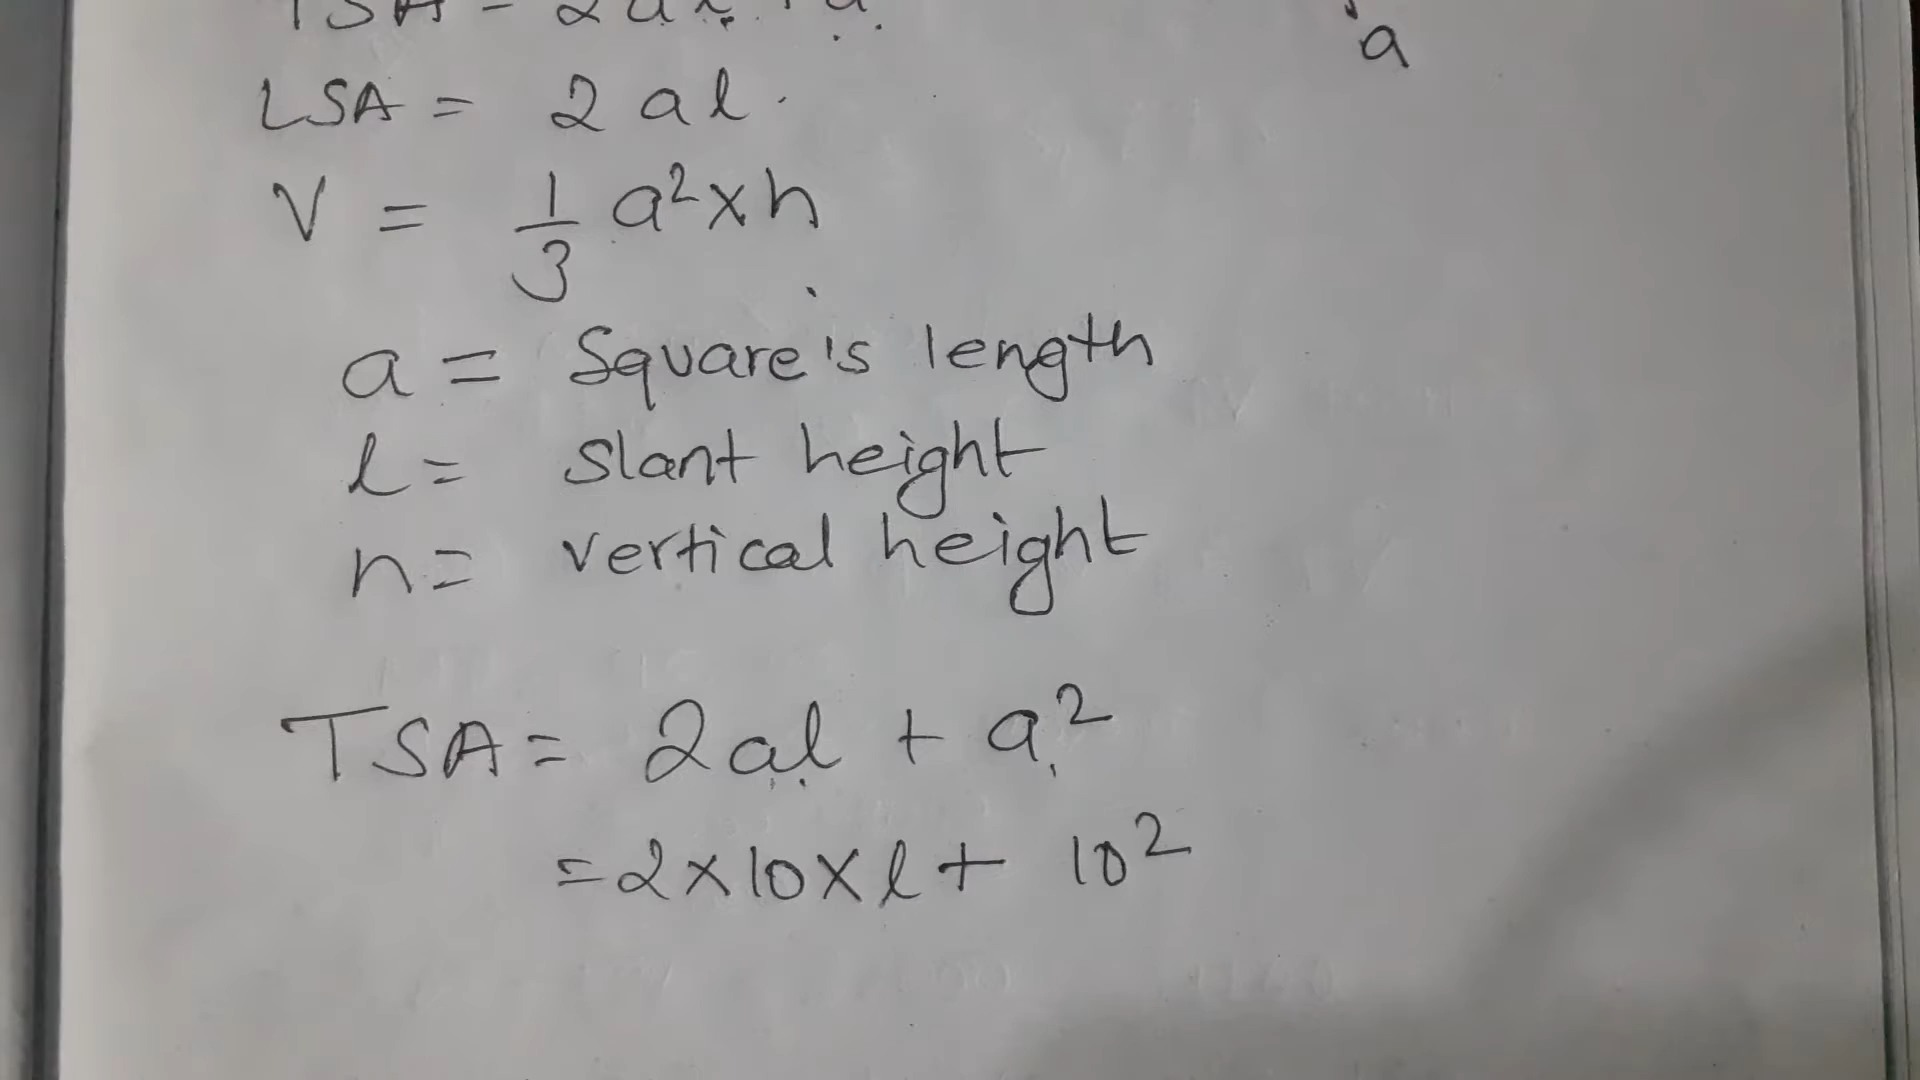 a
LSA = 2al
V = 1/3 a²xh
a = Square's length
l = slant height
h = vertical height
TSA = 2al + a²
= 2x10xl + 10²